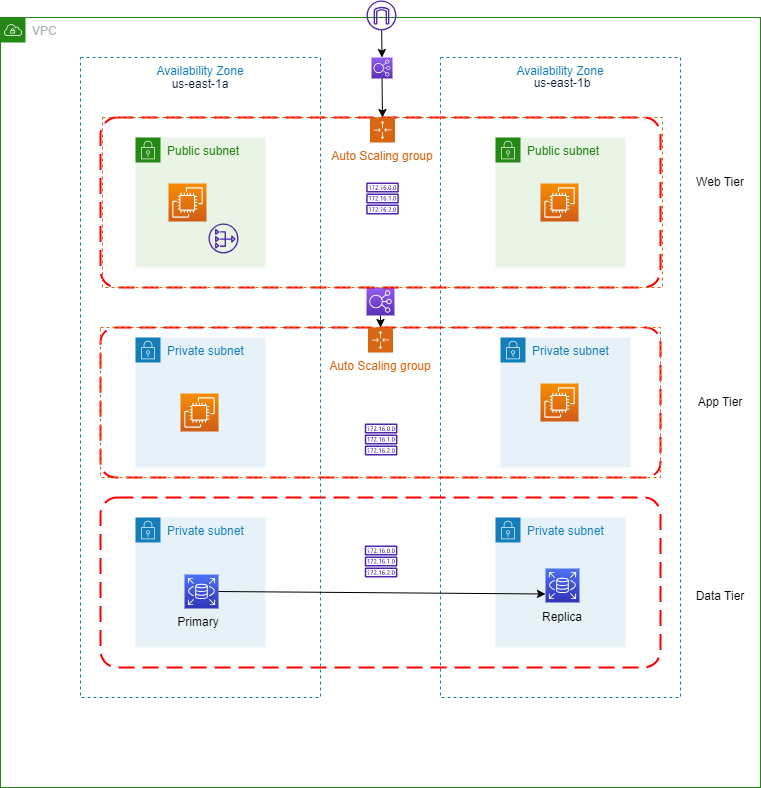 VPC
Availability Zone
us-east-1a
Availability Zone
us-east-1b
Public subnet
Auto Scaling group
Public subnet
172.16.0.0
172.16.1.0
172.16.2.0
Web Tier
Private subnet
Auto Scaling group
Private subnet
App Tier
172.16.0.0
172.16.1.0
172.16.2.0
Private subnet
Private subnet
172.16.0.0
172.16.1.0
172.16.2.0
Primary
Replica
Data Tier